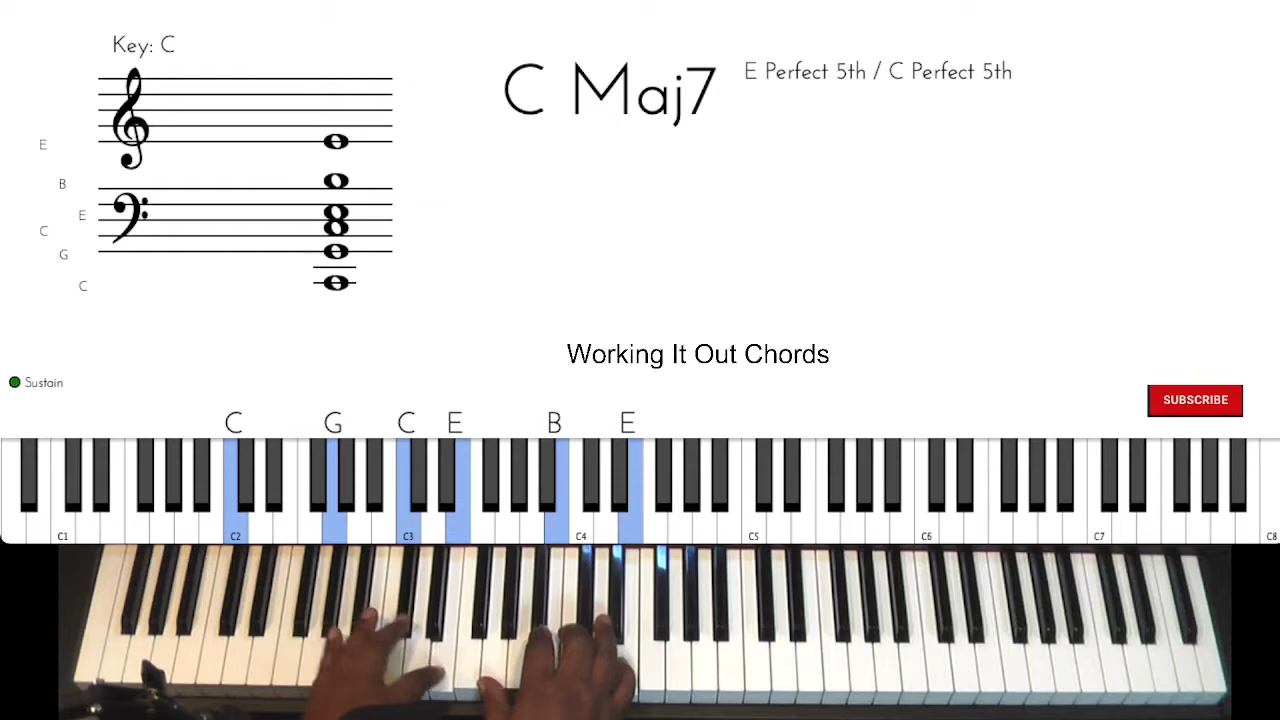 Key: C
C Maj7
E Perfect 5th / C Perfect 5th
E
B
E
C
G
C
Working It Out Chords
Sustain
SUBSCRIBE
C G C E B E
C1 C2 C3 C4 C5 C6 C7 C8